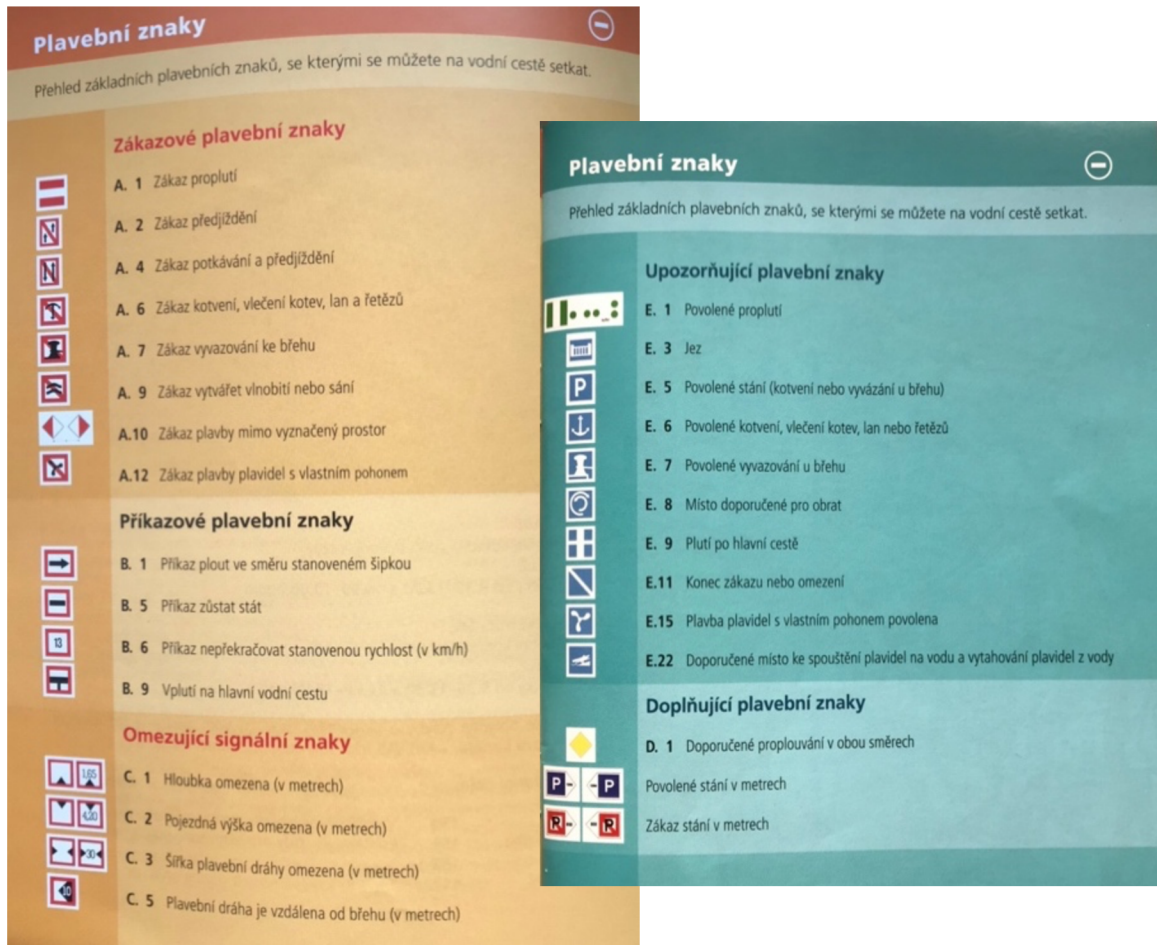 Plavební znaky
Přehled základních plavebních znaků, se kterými se můžete na vodní cestě setkat.
Zákazové plavební znaky
A. 1 Zákaz proplutí
A. 2 Zákaz předjíždění
A. 4 Zákaz potkávání a předjíždění
A. 6 Zákaz kotvení, vlečení kotev, lan a řetězů
A. 7 Zákaz vyvazování ke břehu
A. 9 Zákaz vytvářet vlnobití nebo sání
A.10 Zákaz plavby mimo vyznačený prostor
A.12 Zákaz plavby plavidel s vlastním pohonem
Příkazové plavební znaky
B. 1 Příkaz plout ve směru stanoveném šipkou
B. 5 Příkaz zůstat stát
13 B. 6 Příkaz nepřekračovat stanovenou rychlost (v km/h)
B. 9 Vplutí na hlavní vodní cestu
Omezující signální znaky
1,65 C. 1 Hloubka omezena (v metrech)
4,20 C. 2 Pojezdná výška omezena (v metrech)
30 C. 3 Šířka plavební dráhy omezena (v metrech)
10 C. 5 Plavební dráha je vzdálena od břehu (v metrech)
Plavební znaky
Přehled základních plavebních znaků, se kterými se můžete na vodní cestě setkat.
Upozorňující plavební znaky
E. 1 Povolené proplutí
E. 3 Jez
P E. 5 Povolené stání (kotvení nebo vyvázání u břehu)
E. 6 Povolené kotvení, vlečení kotev, lan nebo řetězů
E. 7 Povolené vyvazování u břehu
E. 8 Místo doporučené pro obrat
E. 9 Plutí po hlavní cestě
E.11 Konec zákazu nebo omezení
E.15 Plavba plavidel s vlastním pohonem povolena
E.22 Doporučené místo ke spouštění plavidel na vodu a vytahování plavidel z vody
Doplňující plavební znaky
D. 1 Doporučené proplouvání v obou směrech
P P Povolené stání v metrech
P P Zákaz stání v metrech